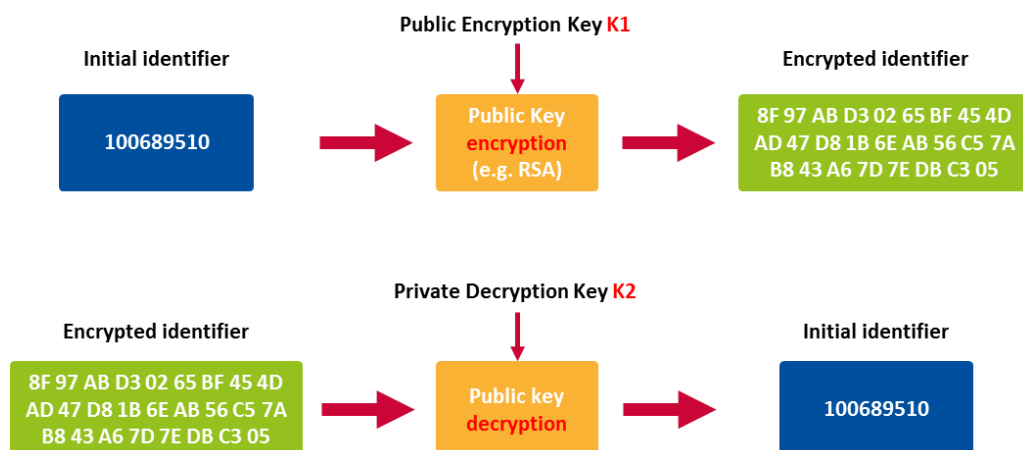 Public Encryption Key K1
Initial identifier
Encrypted identifier
100689510
Public Key
encryption
(e.g. RSA)
8F 97 AB D3 02 65 BF 45 4D
AD 47 D8 1B 6E AB 56 C5 7A
B8 43 A6 7D 7E DB C3 05
Private Decryption Key K2
Encrypted identifier
Initial identifier
8F 97 AB D3 02 65 BF 45 4D
AD 47 D8 1B 6E AB 56 C5 7A
B8 43 A6 7D 7E DB C3 05
Public key
decryption
100689510